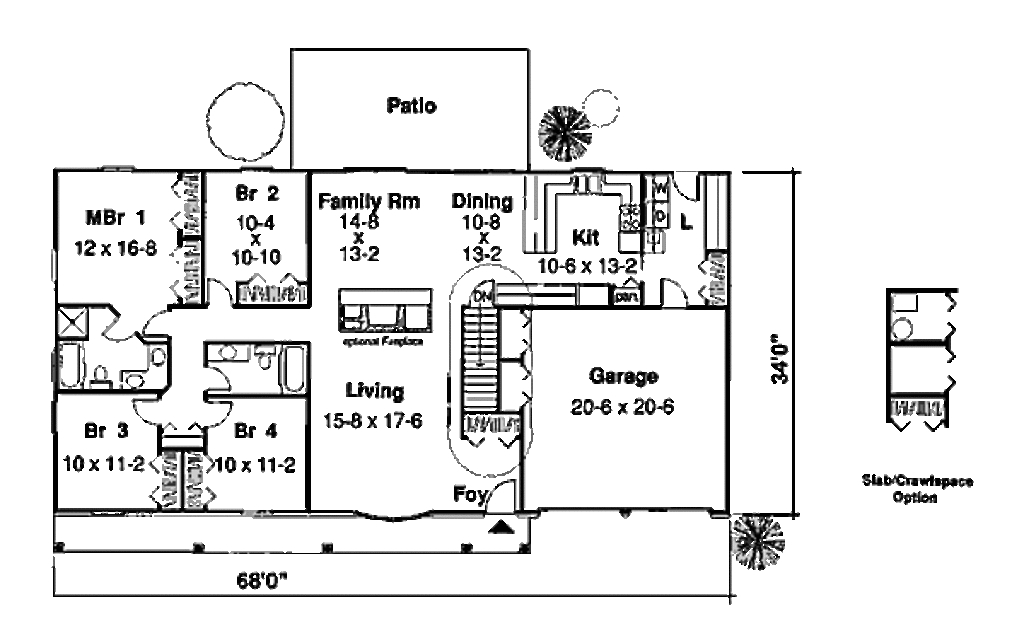 Patio
MBr 1
12 x 16-8
Br 2
10-4
x
10-10
Family Rm
14-8
x
13-2
Dining
10-8
x
13-2
Kit
10-6 x 13-2
W
D
L
DN
pan.
optional Fireplace
Living
15-8 x 17-6
Garage
20-6 x 20-6
Br 3
10 x 11-2
Br 4
10 x 11-2
Foy
34'0"
68'0"
Slab/Crawlspace
Option